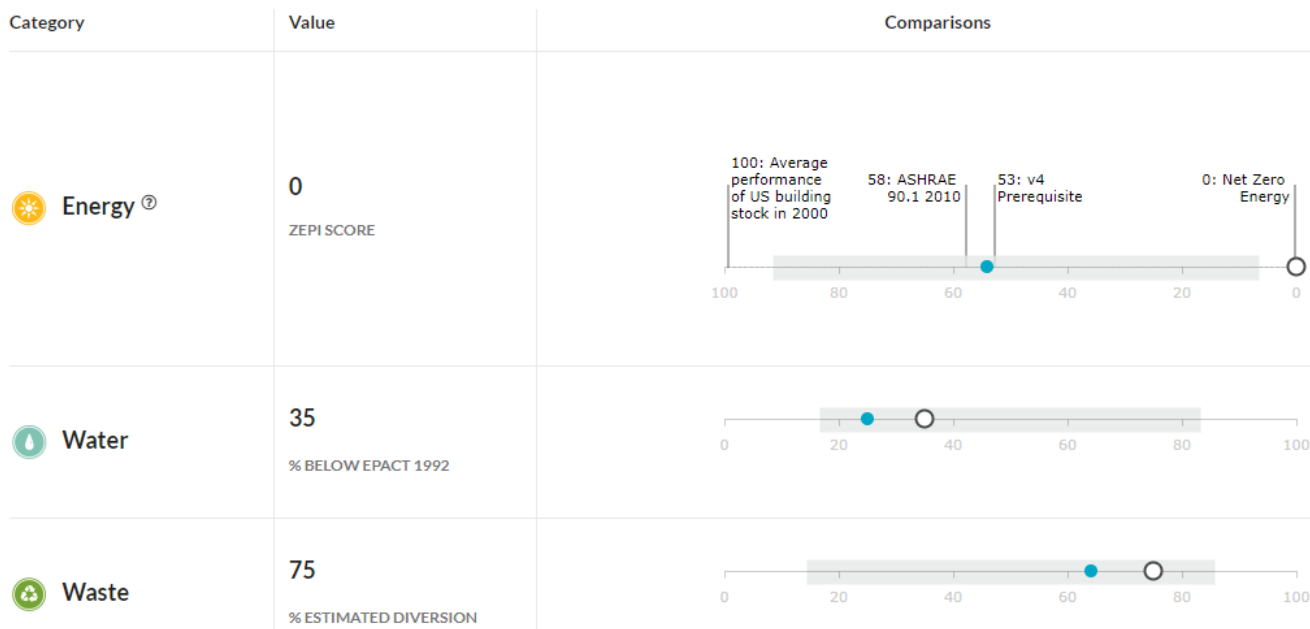 Category
Value
Comparisons
Energy ?
0
ZEPI SCORE
100: Average
performance
of US building
stock in 2000
58: ASHRAE
90.1 2010
53: v4
Prerequisite
0: Net Zero
Energy
100 80 60 40 20 0
Water
35
% BELOW EPACT 1992
0 20 40 60 80 100
Waste
75
% ESTIMATED DIVERSION
0 20 40 60 80 100